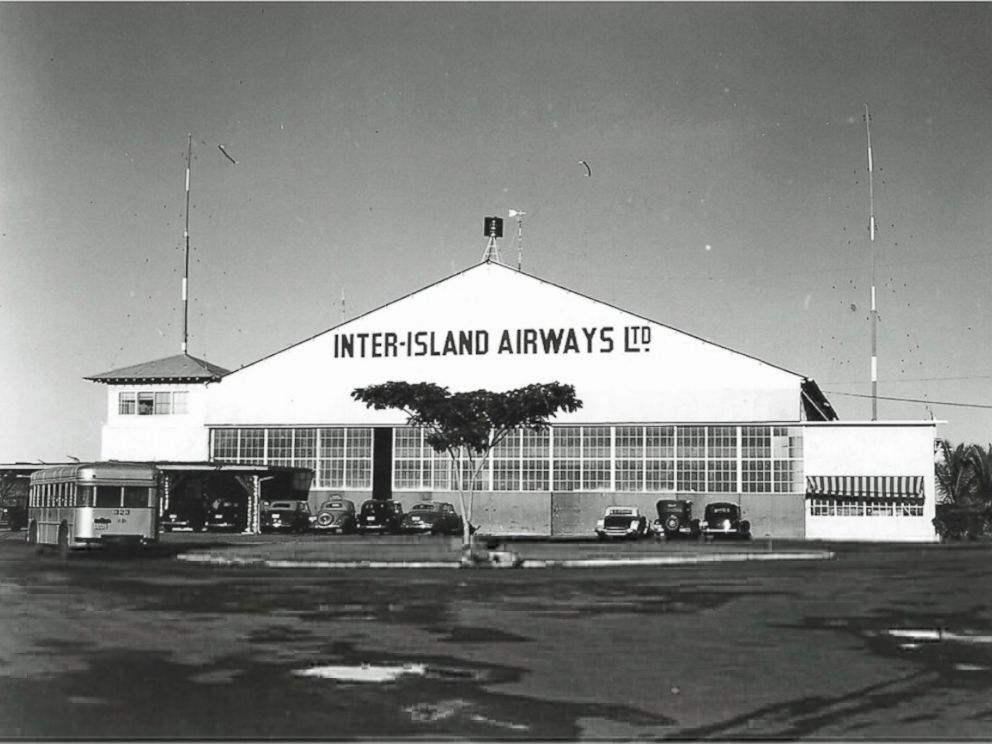 INTER-ISLAND AIRWAYS LTD.
323